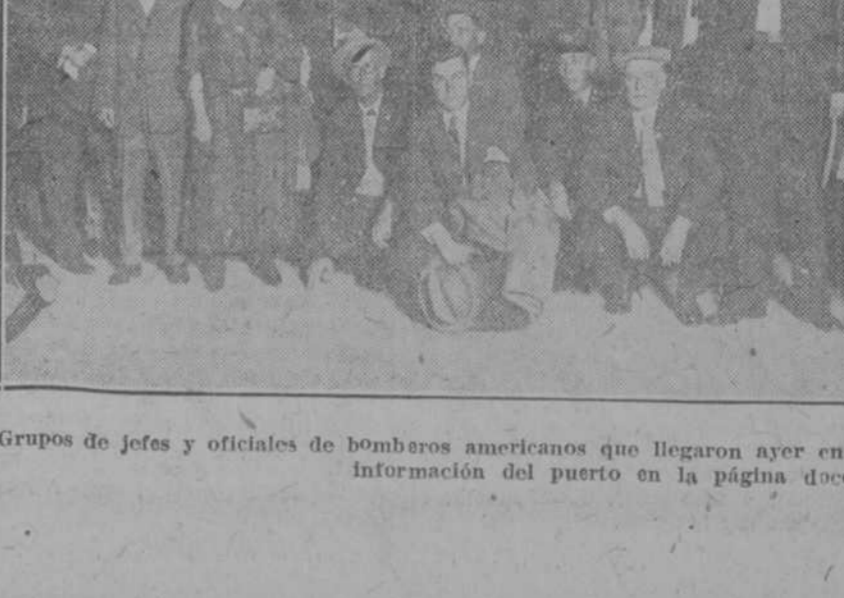 Grupos de jefes y oficiales de bomberos americanos que llegaron ayer en
información del puerto en la página